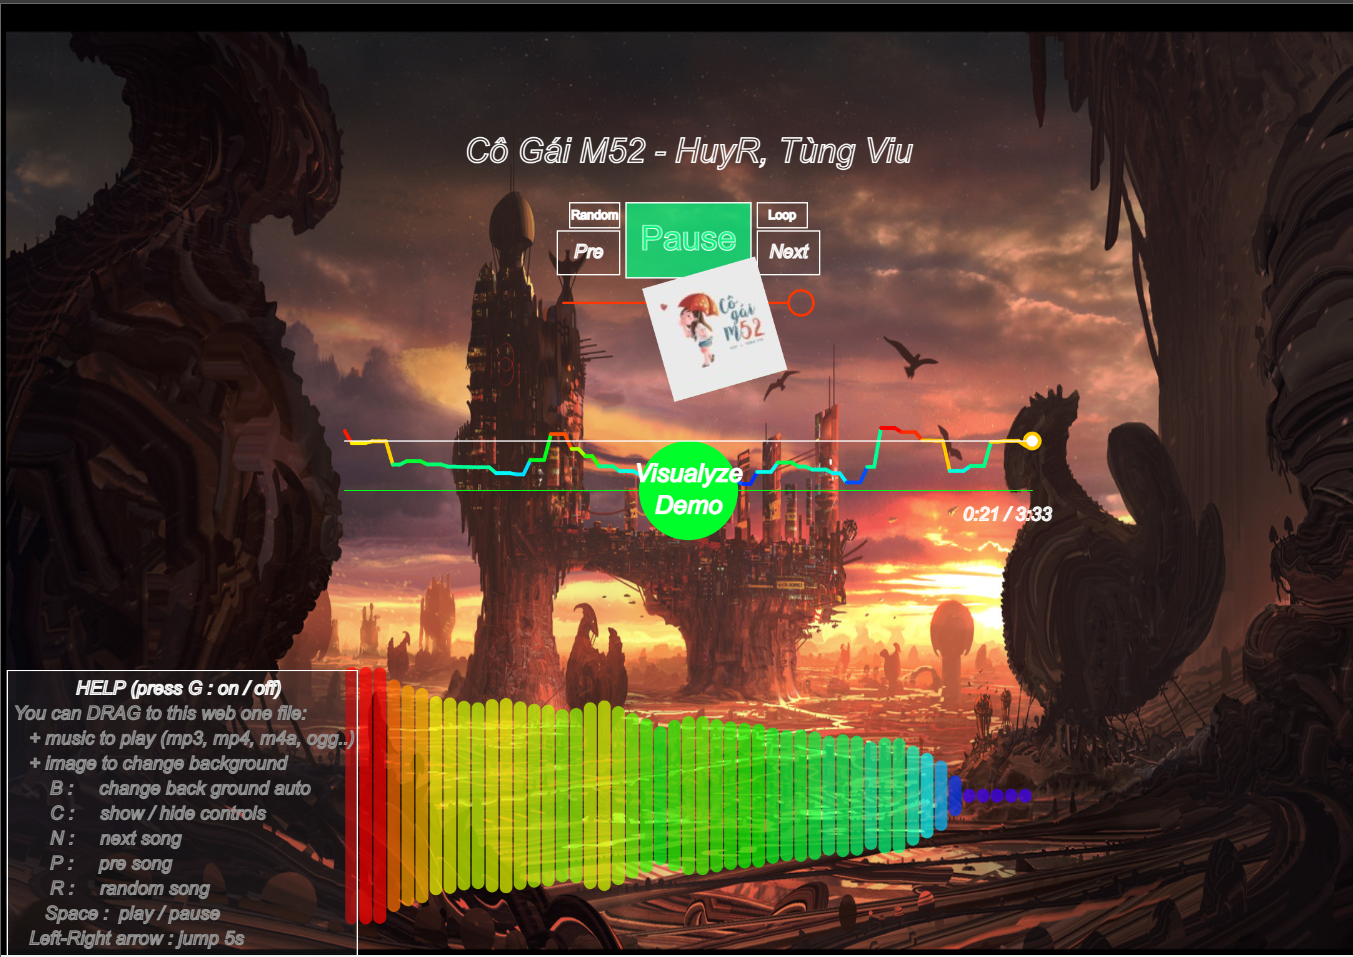 Cô Gái M52 - HuyR, Tùng Viu
Random
Pause
Loop
Pre
Next
Cô
gái
M52
Visualyze
Demo
0:21 / 3:33
HELP (press G : on / off)
You can DRAG to this web one file:
+ music to play (mp3, mp4, m4a, ogg..)
+ image to change background
B : change back ground auto
C : show / hide controls
N : next song
P : pre song
R : random song
Space : play / pause
Left-Right arrow : jump 5s